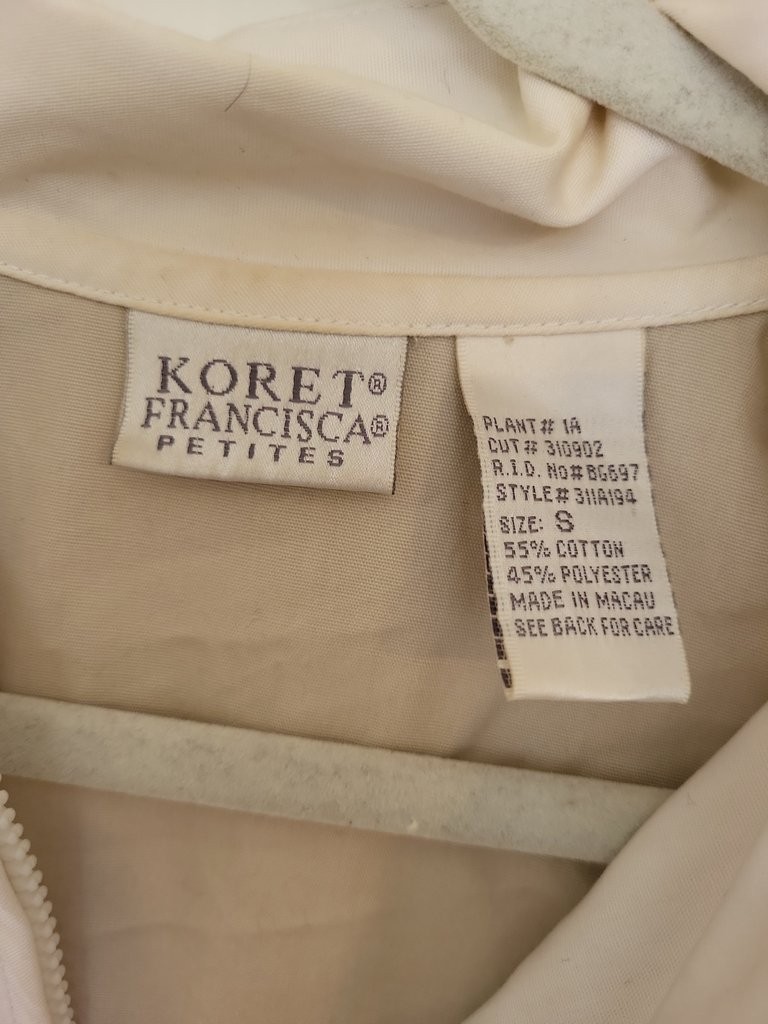 KORET®
FRANCISCA®
PETITES
PLANT# 1A
CUT# 310902
R.I.D. No# BG697
STYLE# 311A194
SIZE: S
55% COTTON
45% POLYESTER
MADE IN MACAU
SEE BACK FOR CARE